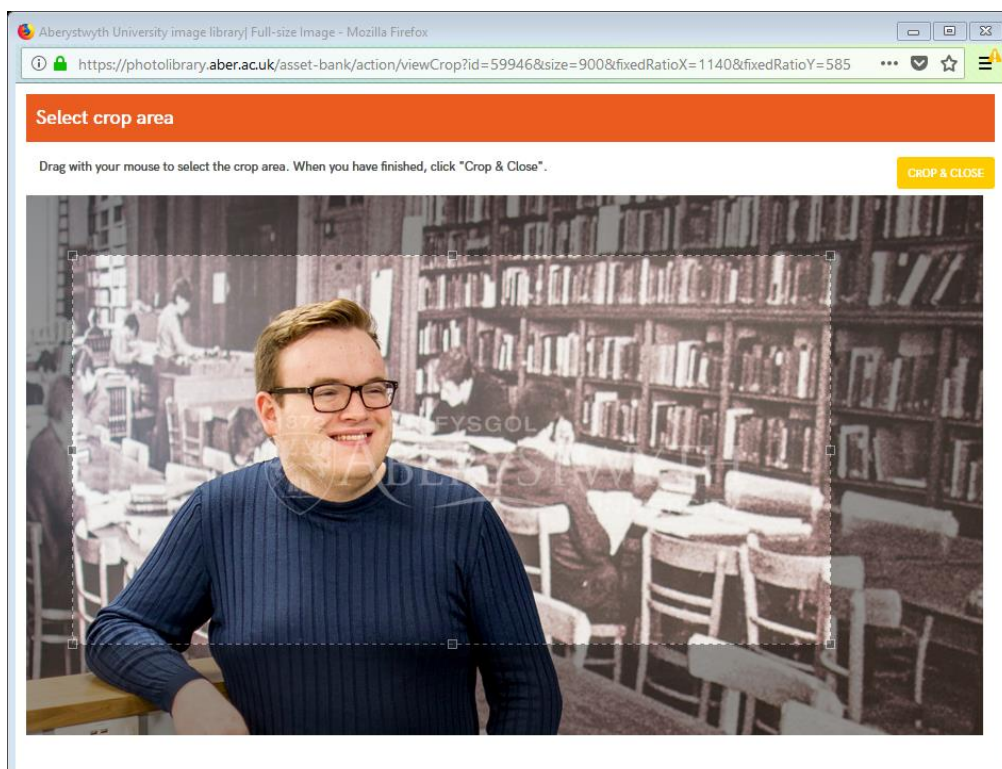 Aberystwyth University image library| Full-size Image - Mozilla Firefox
https://photolibrary.aber.ac.uk/asset-bank/action/viewCrop?id=59946&size=900&fixedRatioX=1140&fixedRatioY=585
Select crop area
Drag with your mouse to select the crop area. When you have finished, click "Crop & Close".
CROP & CLOSE
1872
FYSGOL
ABERYSTWYTH